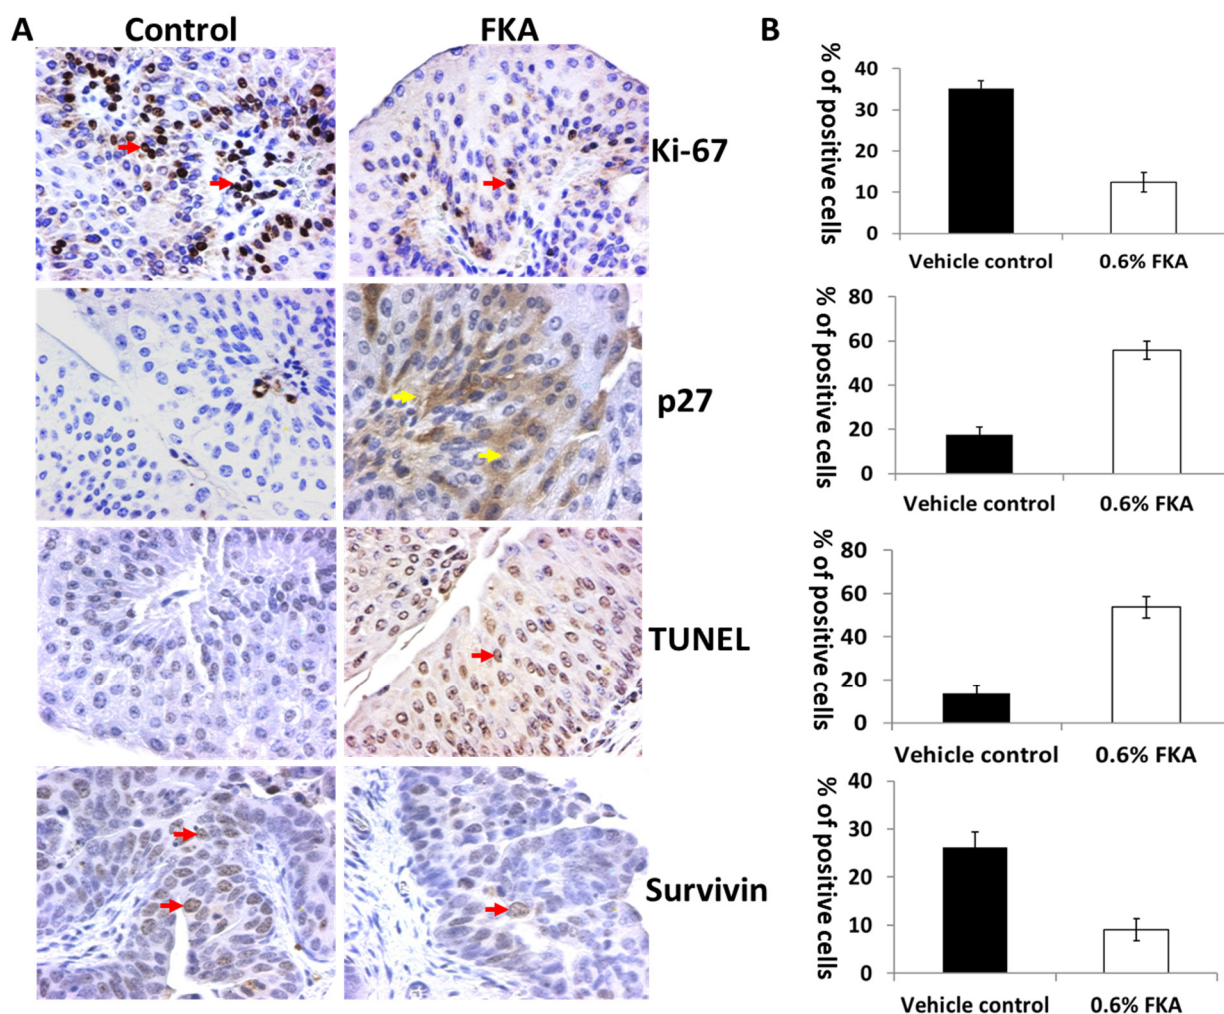 A
Control
FKA
B
Ki-67
p27
TUNEL
Survivin
% of positive cells
40
30
20
10
0
Vehicle control
0.6% FKA
% of positive cells
80
60
40
20
0
Vehicle control
0.6% FKA
% of positive cells
80
60
40
20
0
Vehicle control
0.6% FKA
% of positive cells
40
30
20
10
0
Vehicle control
0.6% FKA